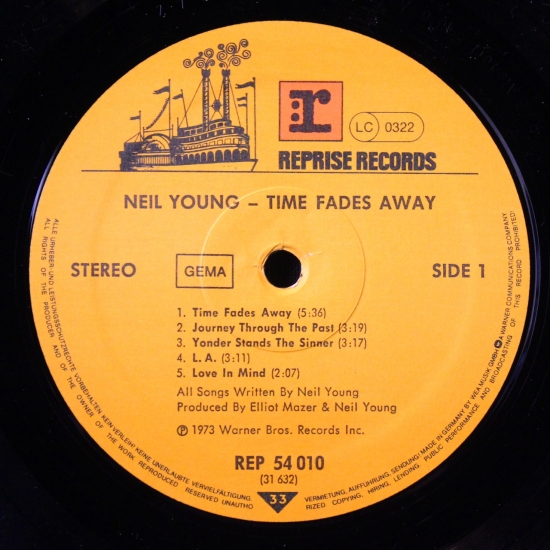 r
LC 0322
REPRISE RECORDS
NEIL YOUNG – TIME FADES AWAY
STEREO
GEMA
SIDE 1
1. Time Fades Away (5:36)
2. Journey Through The Past (3:19)
3. Yonder Stands The Sinner (3:17)
4. L.A. (3:11)
5. Love In Mind (2:07)
All Songs Written By Neil Young
Produced By Elliot Mazer & Neil Young
Ⓟ 1973 Warner Bros. Records Inc.
REP 54 010
(31 632)
33
ALLE URHEBER- UND LEISTUNGSSCHUTZRECHTE VORBEHALTEN KEIN VERLEIH! KEINE UNERLAUBTE VERVIELFÄLTIGUNG, VERMIETUNG, AUFFÜHRUNG, SENDUNG! MADE IN GERMANY BY WEA MUSIK GMBH A WARNER COMMUNICATIONS COMPANY
ALL RIGHTS OF THE PRODUCER AND OF THE OWNER OF THE WORK REPRODUCED RESERVED UNAUTHORIZED COPYING, HIRING, LENDING, PUBLIC PERFORMANCE AND BROADCASTING OF THIS RECORD PROHIBITED!